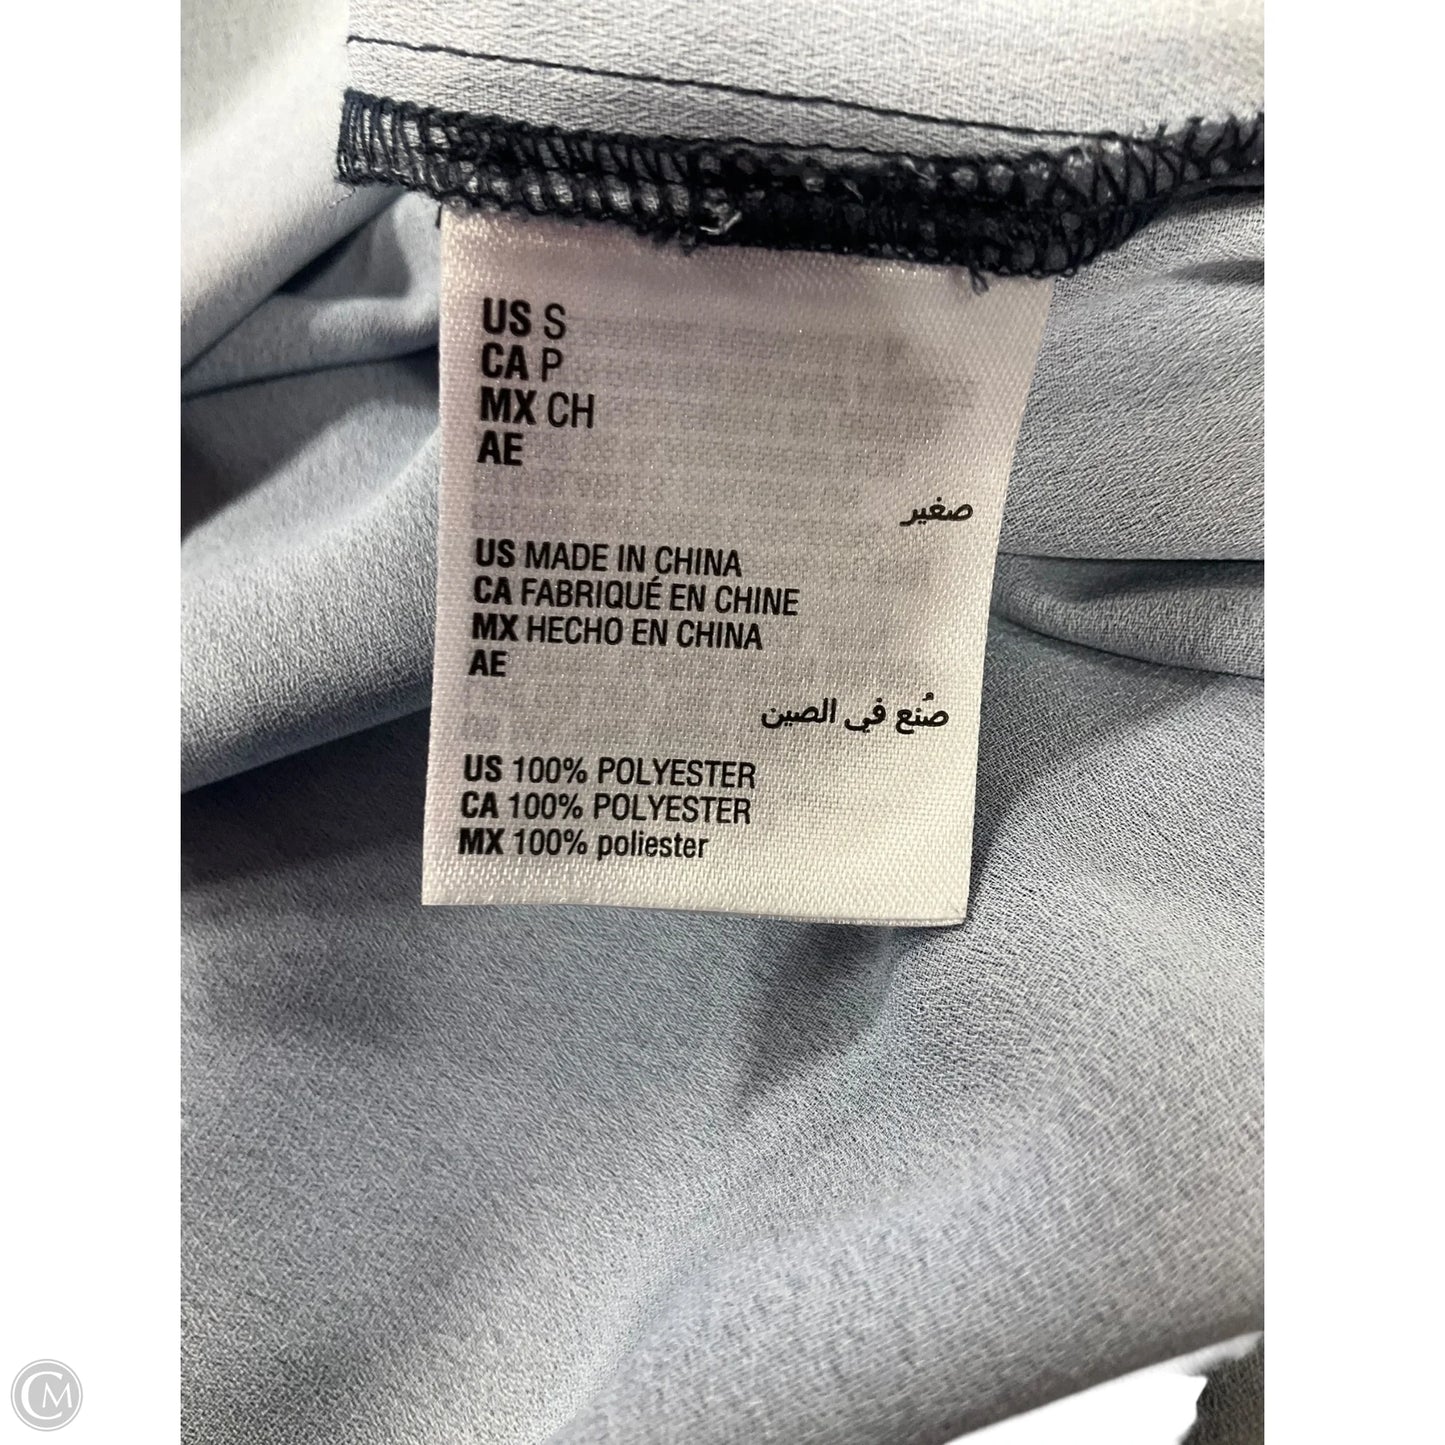 US S
CA P
MX CH
AE
صغير
US MADE IN CHINA
CA FABRIQUÉ EN CHINE
MX HECHO EN CHINA
AE
صُنع في الصين
US 100% POLYESTER
CA 100% POLYESTER
MX 100% poliester
CM